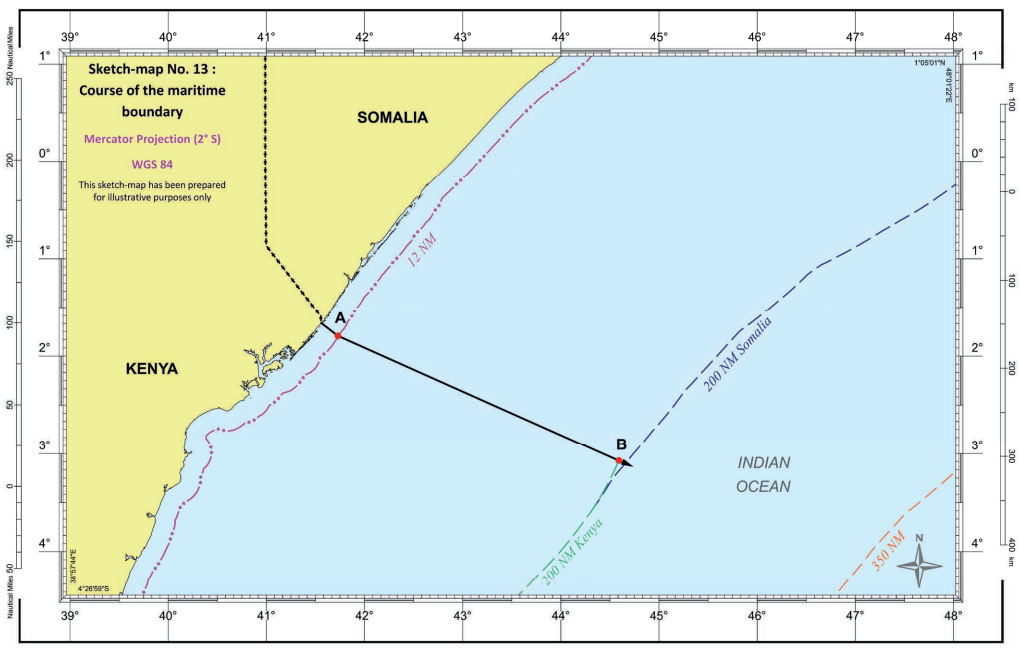 39° 40° 41° 42° 43° 44° 45° 46° 47° 48°
Nautical Miles
1°
Sketch-map No. 13 :
Course of the maritime
boundary
Mercator Projection (2° S)
WGS 84
This sketch-map has been prepared
for illustrative purposes only
SOMALIA
1°05'01"N
48°01'22"E
1°
250
200
150
100
50
0
50
Nautical Miles
0°
1°
2°
3°
4°
12 NM
A
KENYA
200 NM Somalia
B
INDIAN
OCEAN
200 NM Kenya
350 NM
N
4°26'59"S
0°
1°
2°
3°
4°
km
100
0
100
200
300
400
km
39° 40° 41° 42° 43° 44° 45° 46° 47° 48°